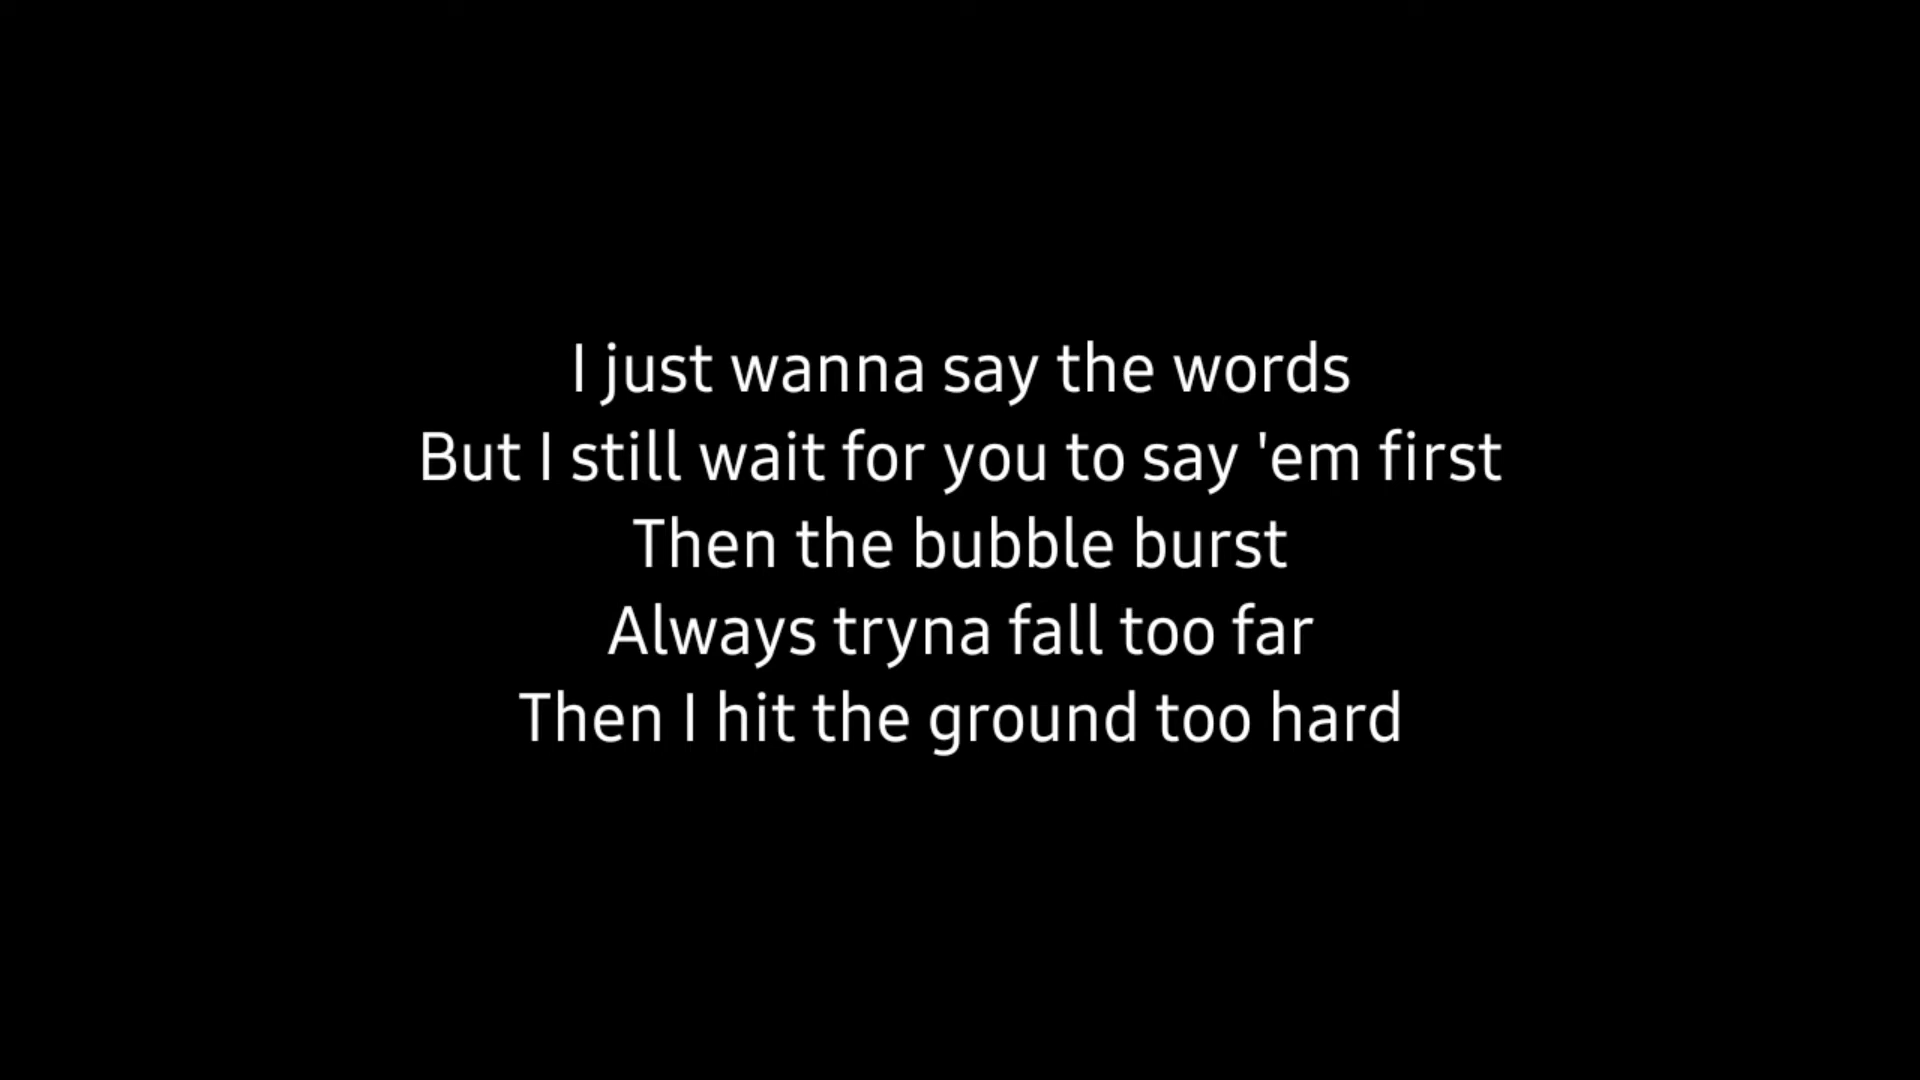 I just wanna say the words
But I still wait for you to say 'em first
Then the bubble burst
Always tryna fall too far
Then I hit the ground too hard